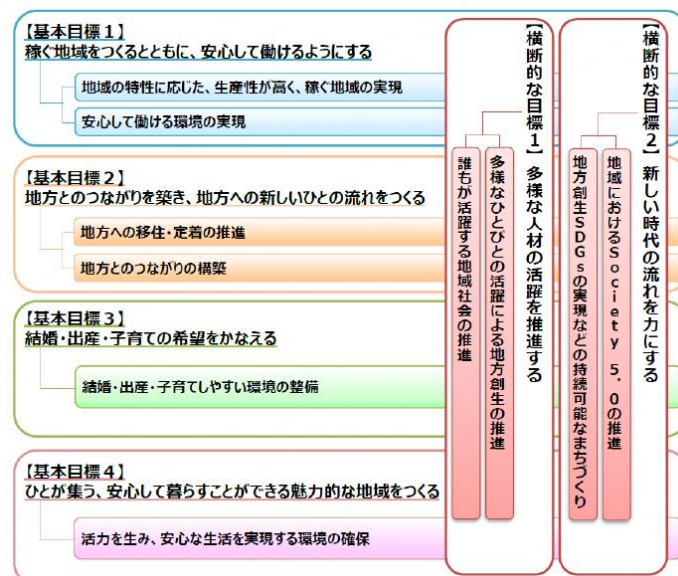 【基本目標１】
稼ぐ地域をつくるとともに、安心して働けるようにする
地域の特性に応じた、生産性が高く、稼ぐ地域の実現
安心して働ける環境の実現
【基本目標２】
地方とのつながりを築き、地方への新しいひとの流れをつくる
地方への移住・定着の推進
地方とのつながりの構築
【基本目標３】
結婚・出産・子育ての希望をかなえる
結婚・出産・子育てしやすい環境の整備
【基本目標４】
ひとが集う、安心して暮らすことができる魅力的な地域をつくる
活力を生み、安心な生活を実現する環境の確保
【横断的な目標１】多様な人材の活躍を推進する
多様なひとびとの活躍による地方創生の推進
誰もが活躍する地域社会の推進
【横断的な目標２】新しい時代の流れを力にする
地域におけるSociety 5.0の推進
地方創生SDGsの実現などの持続可能なまちづくり